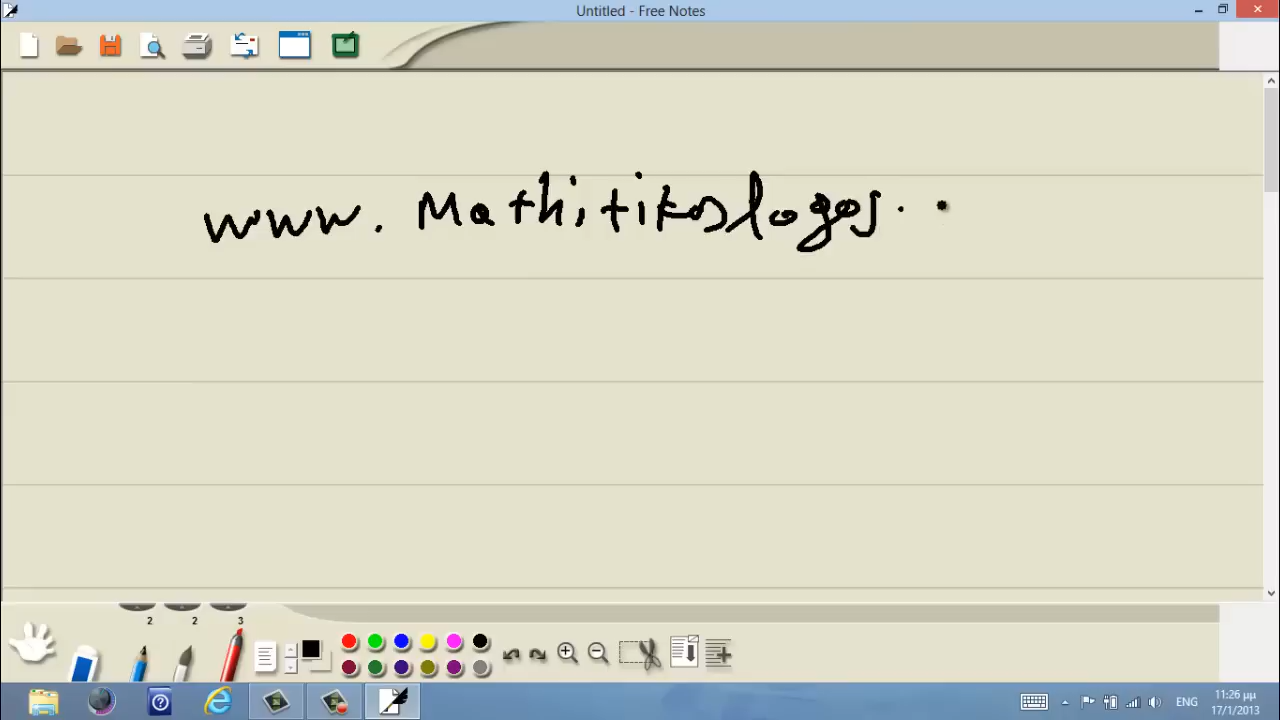 Untitled - Free Notes
www. Mathitikoslogos.
2 2 3
ENG
11:26 μμ
17/1/2013